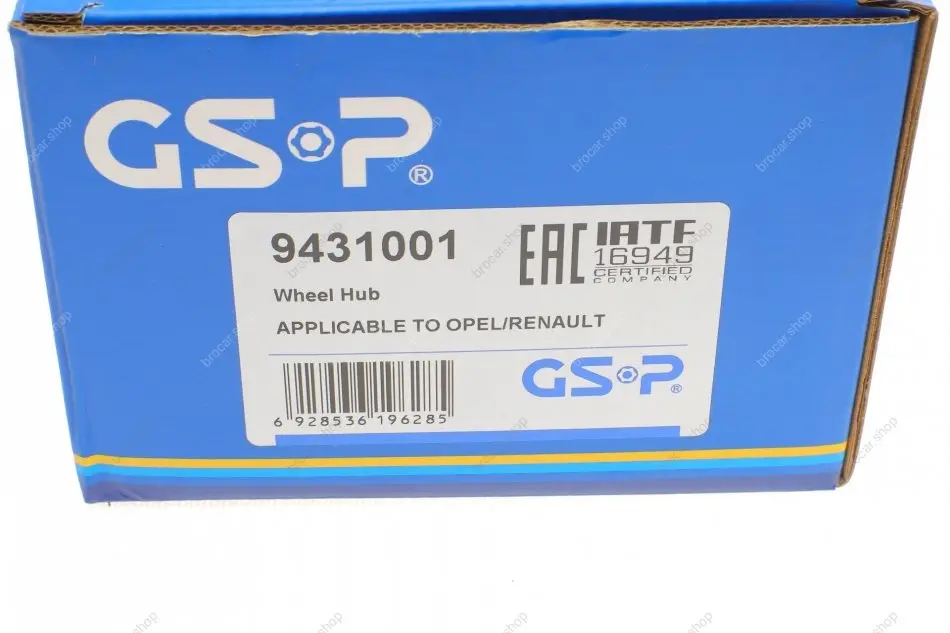 GSP®
9431001
EAC
IATF
16949
CERTIFIED
COMPANY
Wheel Hub
APPLICABLE TO OPEL/RENAULT
GSP®
6 928536 196285
brocar.shop